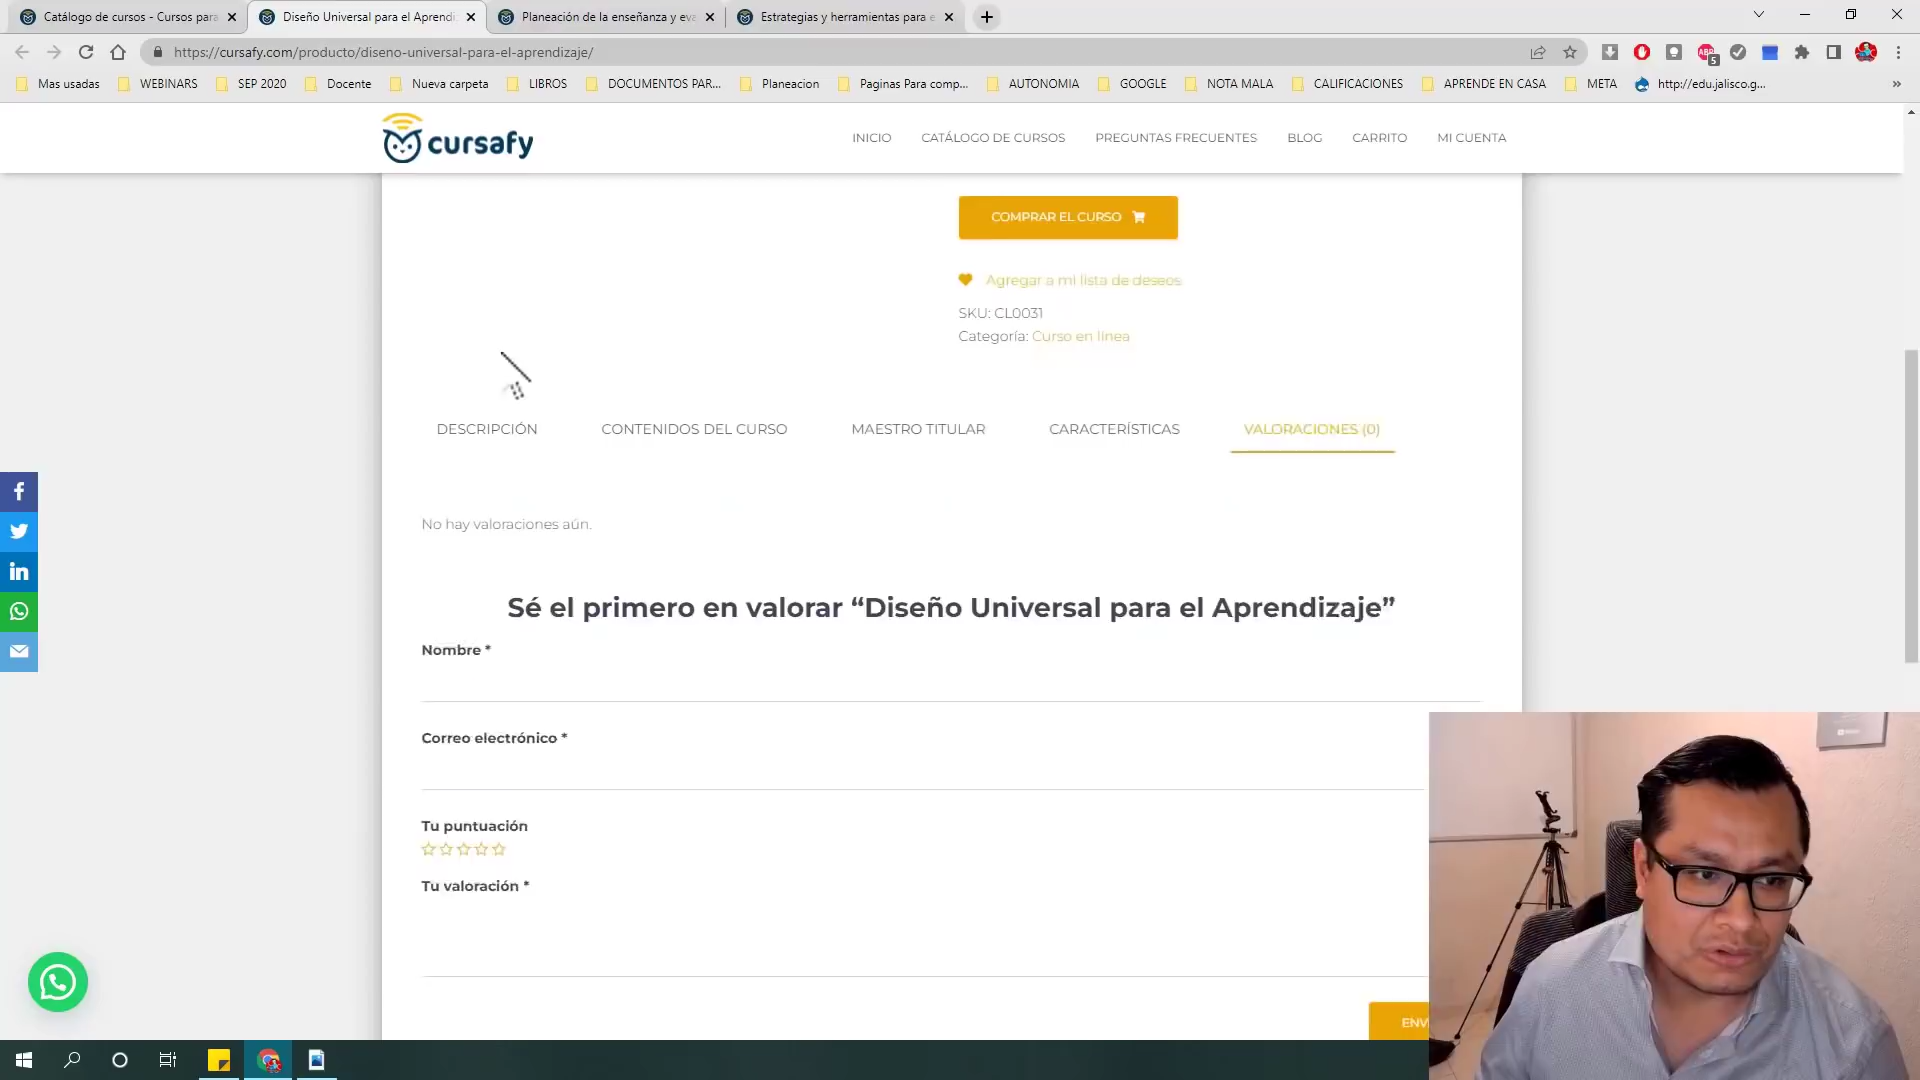 Catálogo de cursos - Cursos para
Diseño Universal para el Aprendi
Planeación de la enseñanza y eva
Estrategias y herramientas para e
https://cursafy.com/producto/diseno-universal-para-el-aprendizaje/
ABP
5
Mas usadas
WEBINARS
SEP 2020
Docente
Nueva carpeta
LIBROS
DOCUMENTOS PAR...
Planeacion
Paginas Para comp...
AUTONOMIA
GOOGLE
NOTA MALA
CALIFICACIONES
APRENDE EN CASA
META
http://edu.jalisco.g...
»
cursafy
INICIO
CATÁLOGO DE CURSOS
PREGUNTAS FRECUENTES
BLOG
CARRITO
MI CUENTA
COMPRAR EL CURSO
Agregar a mi lista de deseos
SKU: CL0031
Categoría: Curso en línea
DESCRIPCIÓN
CONTENIDOS DEL CURSO
MAESTRO TITULAR
CARACTERÍSTICAS
VALORACIONES (0)
No hay valoraciones aún.
Sé el primero en valorar “Diseño Universal para el Aprendizaje”
Nombre *
Correo electrónico *
Tu puntuación
Tu valoración *
ENV